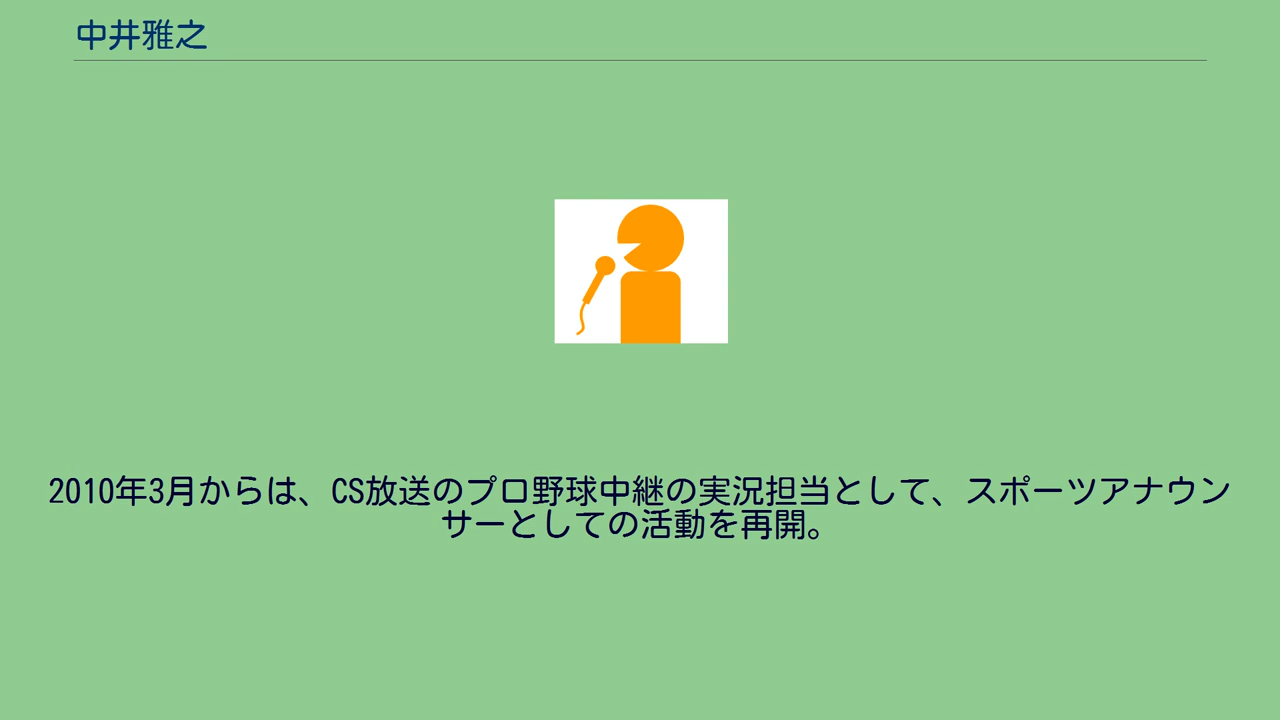 中井雅之
2010年3月からは、CS放送のプロ野球中継の実況担当として、スポーツアナウン
サーとしての活動を再開。